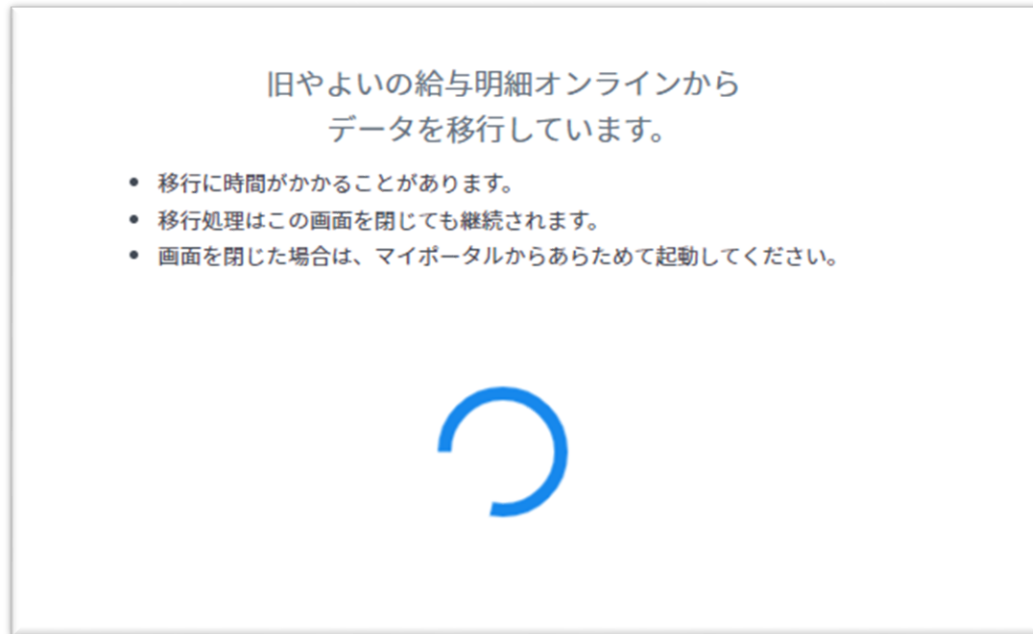 旧やよいの給与明細オンラインから
データを移行しています。
• 移行に時間がかかることがあります。
• 移行処理はこの画面を閉じても継続されます。
• 画面を閉じた場合は、マイポータルからあらためて起動してください。